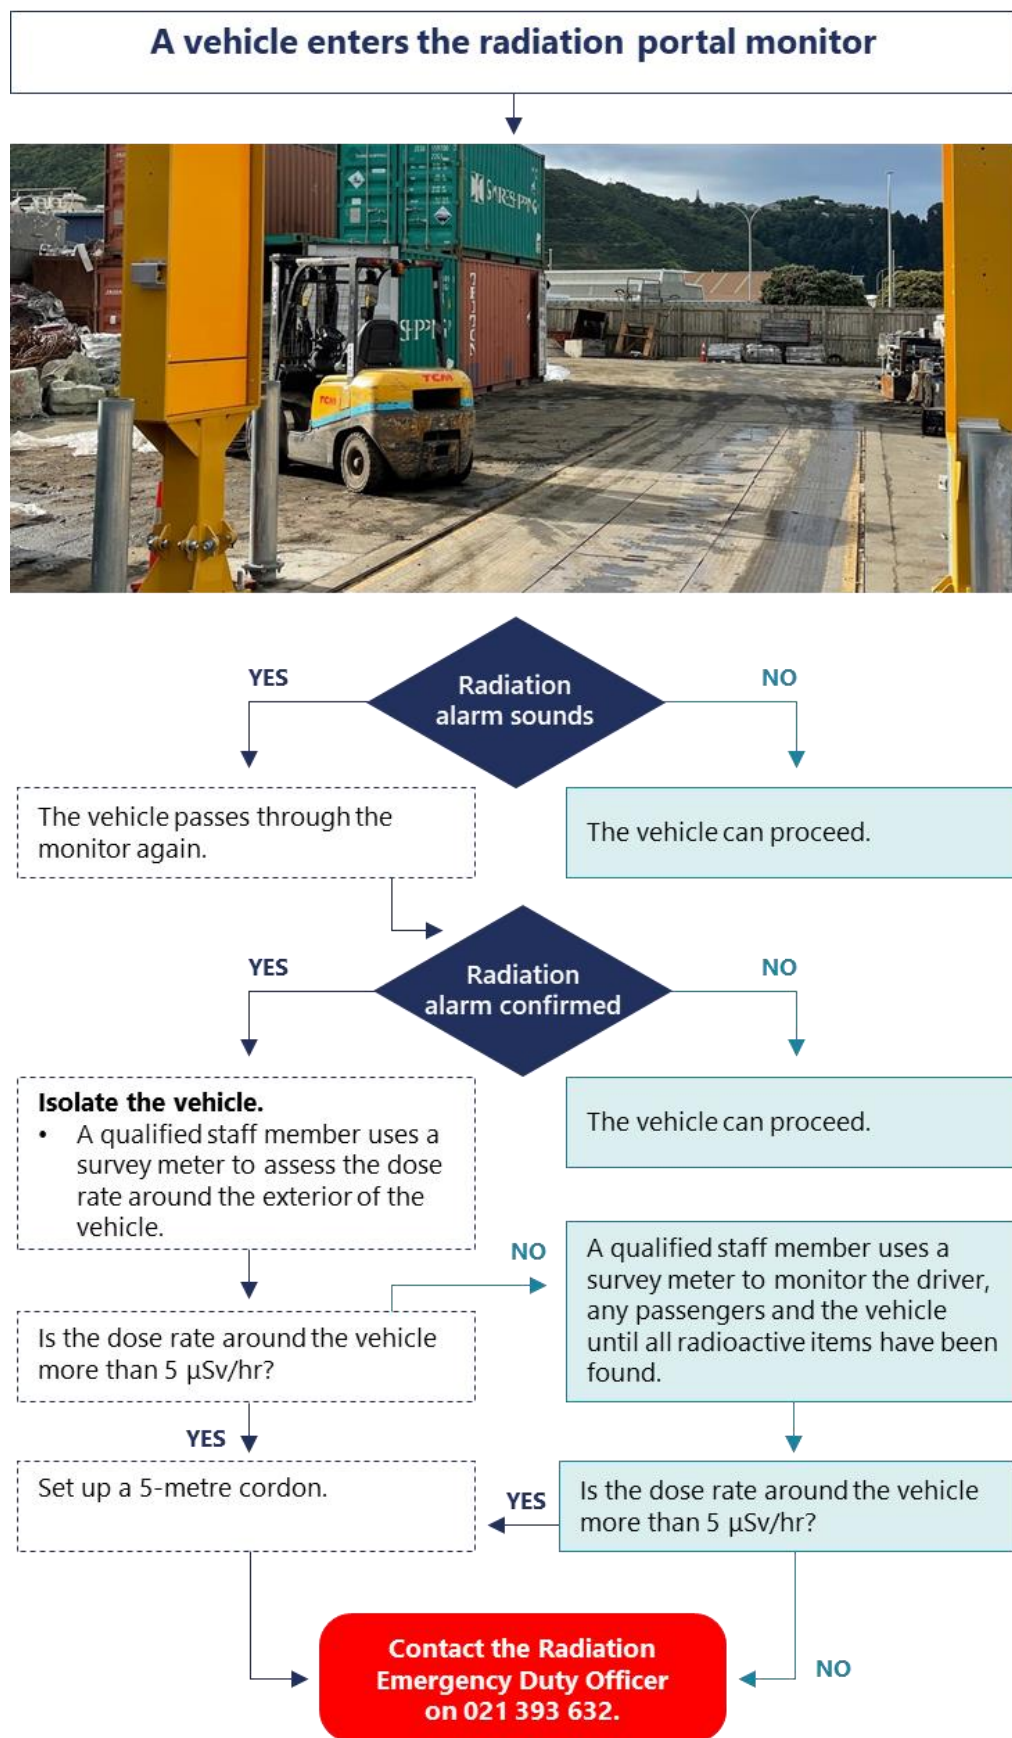 A vehicle enters the radiation portal monitor
TCM
TCM
YES
NO
Radiation
alarm sounds
The vehicle passes through the
monitor again.
The vehicle can proceed.
YES
NO
Radiation
alarm confirmed
Isolate the vehicle.
• A qualified staff member uses a
survey meter to assess the dose
rate around the exterior of the
vehicle.
The vehicle can proceed.
NO
A qualified staff member uses a
survey meter to monitor the driver,
any passengers and the vehicle
until all radioactive items have been
found.
Is the dose rate around the vehicle
more than 5 µSv/hr?
YES
Set up a 5-metre cordon.
YES
Is the dose rate around the vehicle
more than 5 µSv/hr?
Contact the Radiation
Emergency Duty Officer
on 021 393 632.
NO